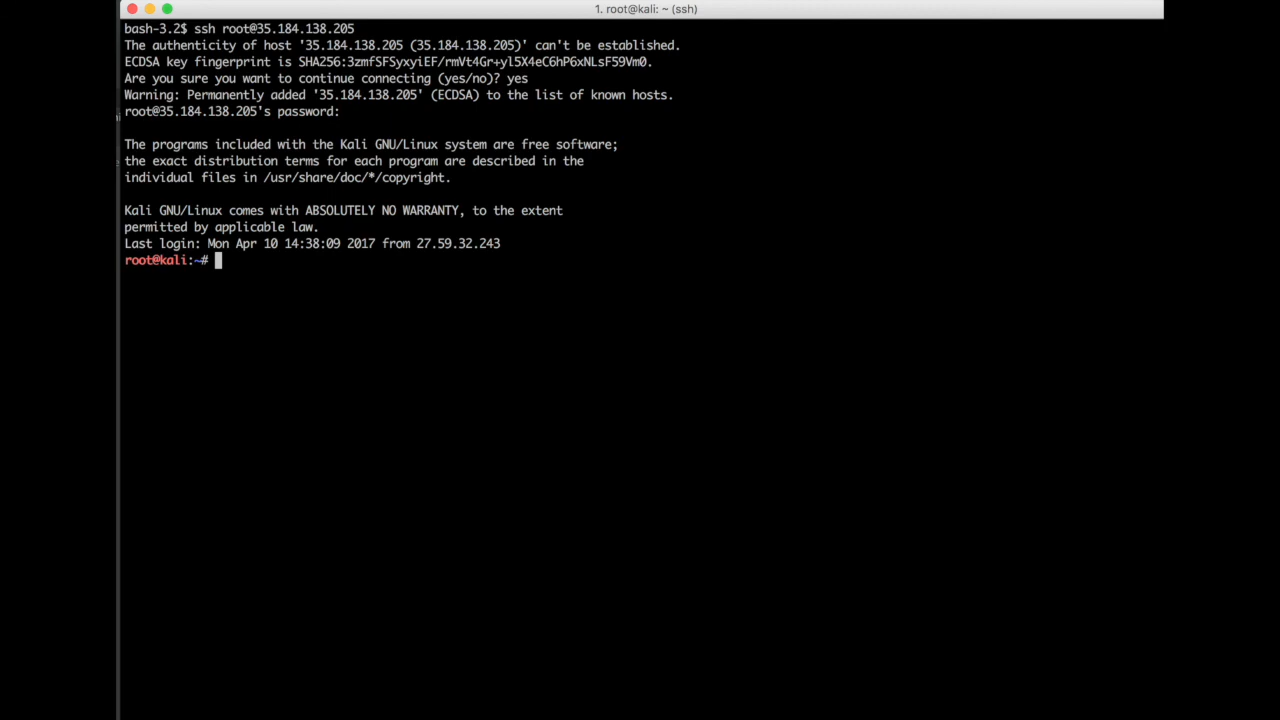 1. root@kali: ~ (ssh)
bash-3.2$ ssh root@35.184.138.205
The authenticity of host '35.184.138.205 (35.184.138.205)' can't be established.
ECDSA key fingerprint is SHA256:3zmfSFSyxyiEF/rmVt4Gr+yl5X4eC6hP6xNLsF59Vm0.
Are you sure you want to continue connecting (yes/no)? yes
Warning: Permanently added '35.184.138.205' (ECDSA) to the list of known hosts.
root@35.184.138.205's password:
The programs included with the Kali GNU/Linux system are free software;
the exact distribution terms for each program are described in the
individual files in /usr/share/doc/*/copyright.
Kali GNU/Linux comes with ABSOLUTELY NO WARRANTY, to the extent
permitted by applicable law.
Last login: Mon Apr 10 14:38:09 2017 from 27.59.32.243
root@kali:~#